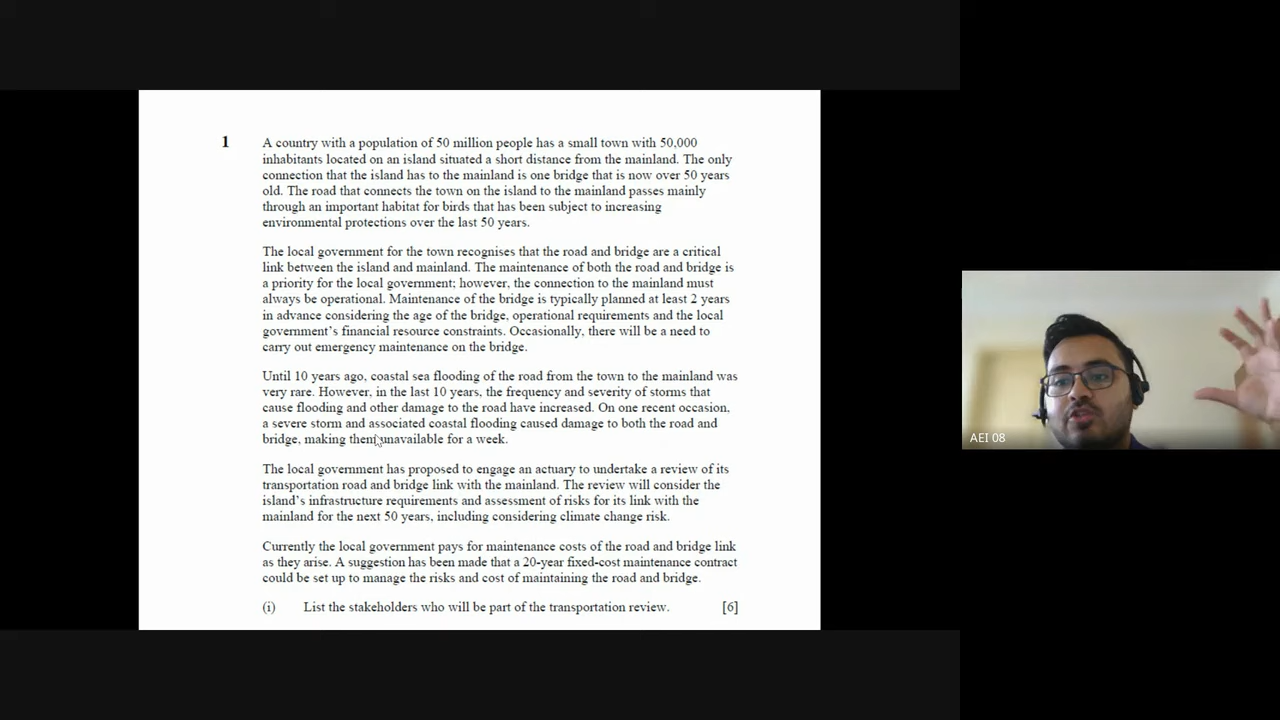 1
A country with a population of 50 million people has a small town with 50,000
inhabitants located on an island situated a short distance from the mainland. The only
connection that the island has to the mainland is one bridge that is now over 50 years
old. The road that connects the town on the island to the mainland passes mainly
through an important habitat for birds that has been subject to increasing
environmental protections over the last 50 years.
The local government for the town recognises that the road and bridge are a critical
link between the island and mainland. The maintenance of both the road and bridge is
a priority for the local government; however, the connection to the mainland must
always be operational. Maintenance of the bridge is typically planned at least 2 years
in advance considering the age of the bridge, operational requirements and the local
government's financial resource constraints. Occasionally, there will be a need to
carry out emergency maintenance on the bridge.
Until 10 years ago, coastal sea flooding of the road from the town to the mainland was
very rare. However, in the last 10 years, the frequency and severity of storms that
cause flooding and other damage to the road have increased. On one recent occasion,
a severe storm and associated coastal flooding caused damage to both the road and
bridge, making them unavailable for a week.
The local government has proposed to engage an actuary to undertake a review of its
transportation road and bridge link with the mainland. The review will consider the
island's infrastructure requirements and assessment of risks for its link with the
mainland for the next 50 years, including considering climate change risk.
Currently the local government pays for maintenance costs of the road and bridge link
as they arise. A suggestion has been made that a 20-year fixed-cost maintenance contract
could be set up to manage the risks and cost of maintaining the road and bridge.
(i) List the stakeholders who will be part of the transportation review. [6]
AEI 08